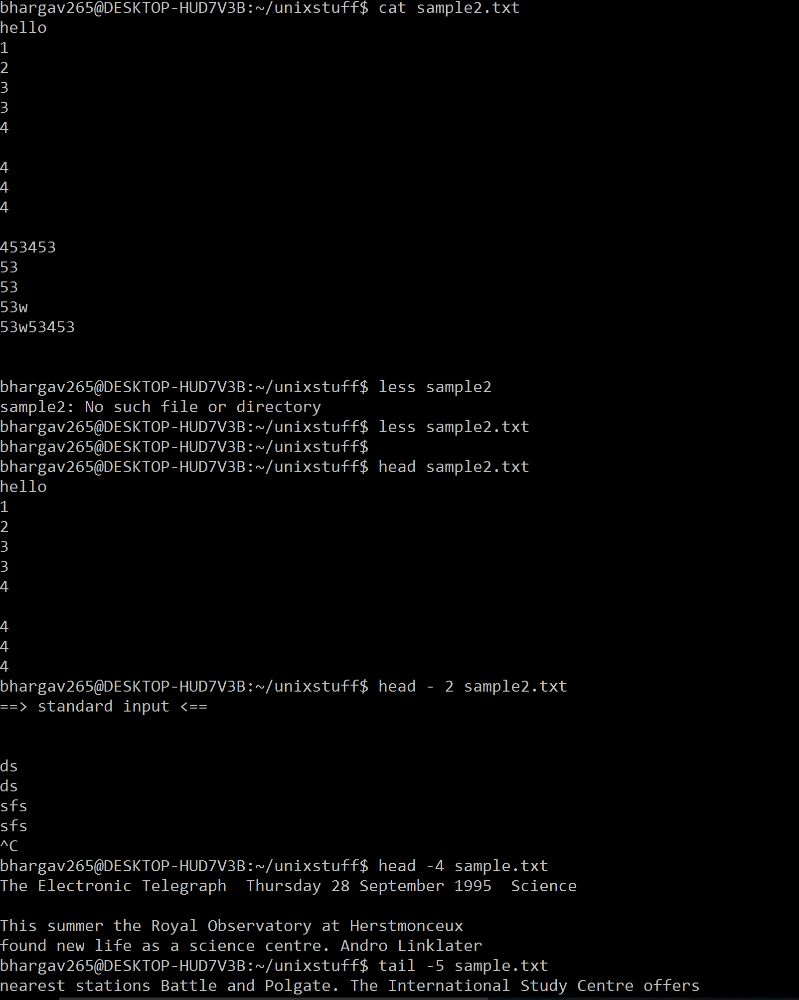 bhargav265@DESKTOP-HUD7V3B:~/unixstuff$ cat sample2.txt
hello
1
2
3
3
4

4
4
4

453453
53
53
53w
53w53453


bhargav265@DESKTOP-HUD7V3B:~/unixstuff$ less sample2
sample2: No such file or directory
bhargav265@DESKTOP-HUD7V3B:~/unixstuff$ less sample2.txt
bhargav265@DESKTOP-HUD7V3B:~/unixstuff$
bhargav265@DESKTOP-HUD7V3B:~/unixstuff$ head sample2.txt
hello
1
2
3
3
4

4
4
4
bhargav265@DESKTOP-HUD7V3B:~/unixstuff$ head - 2 sample2.txt
==> standard input <==


ds
ds
sfs
sfs
^C
bhargav265@DESKTOP-HUD7V3B:~/unixstuff$ head -4 sample.txt
The Electronic Telegraph  Thursday 28 September 1995  Science

This summer the Royal Observatory at Herstmonceux
found new life as a science centre. Andro Linklater
bhargav265@DESKTOP-HUD7V3B:~/unixstuff$ tail -5 sample.txt
nearest stations Battle and Polgate. The International Study Centre offers